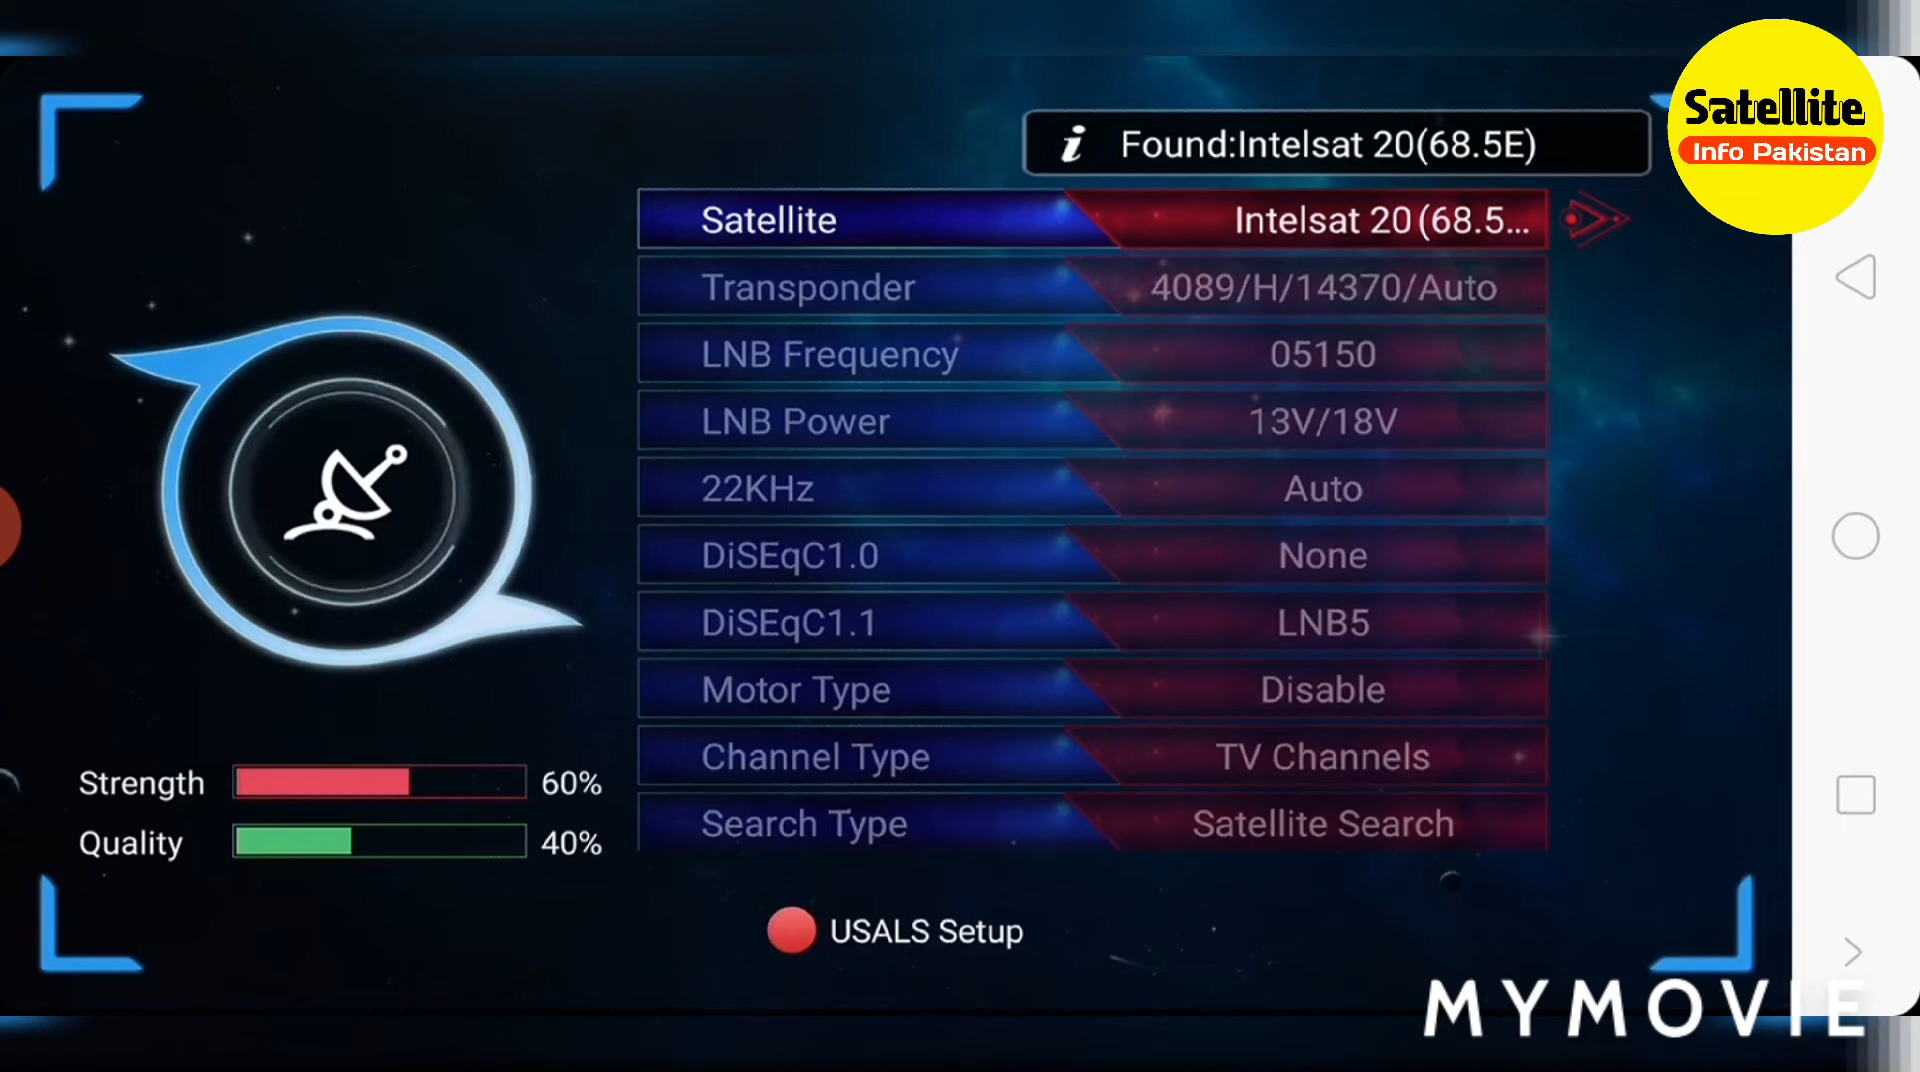 Satellite
Info Pakistan
i Found:Intelsat 20(68.5E)
Satellite Intelsat 20(68.5...
Transponder 4089/H/14370/Auto
LNB Frequency 05150
LNB Power 13V/18V
22KHz Auto
DiSEqC1.0 None
DiSEqC1.1 LNB5
Motor Type Disable
Channel Type TV Channels
Search Type Satellite Search
Strength 60%
Quality 40%
USALS Setup
MYMOVIE